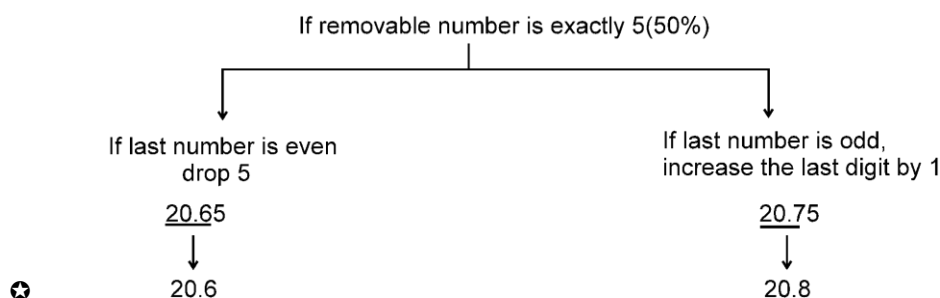 If removable number is exactly 5(50%)
If last number is even
drop 5
20.65
20.6
If last number is odd,
increase the last digit by 1
20.75
20.8